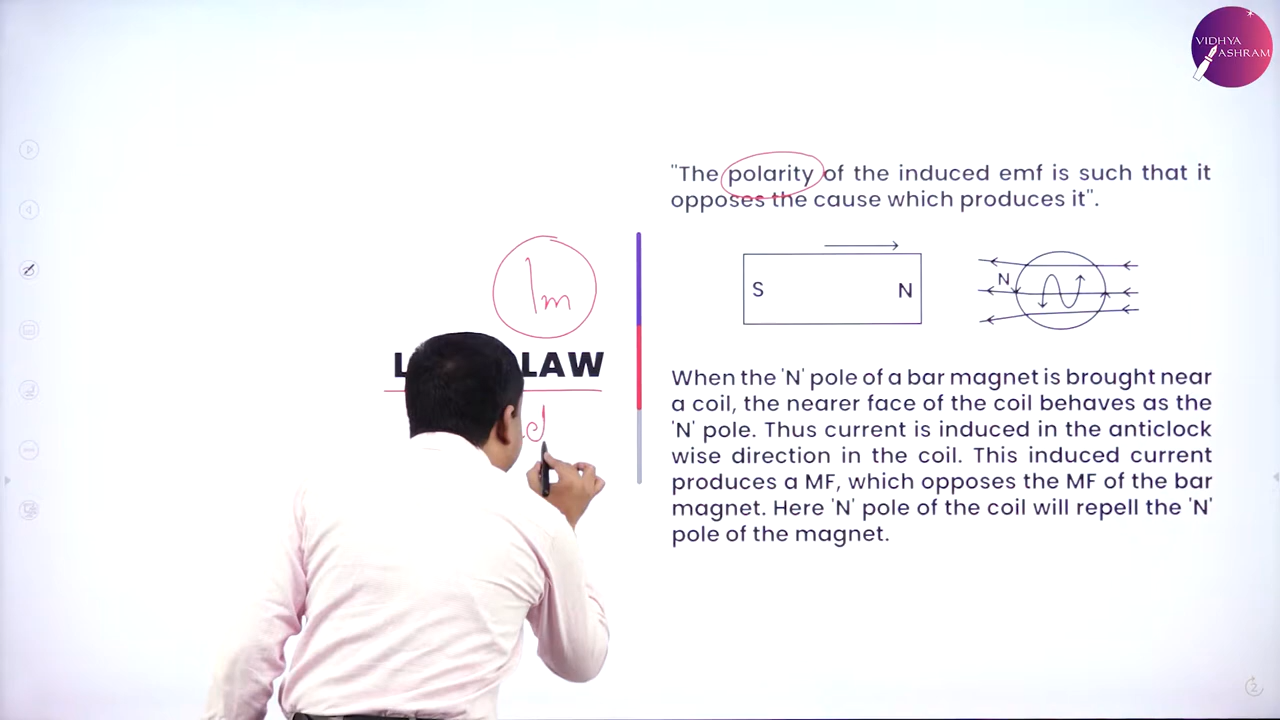 VIDHYA
ASHRAM
"The polarity of the induced emf is such that it
opposes the cause which produces it".
1m
S
N
N
LAW
When the 'N' pole of a bar magnet is brought near
a coil, the nearer face of the coil behaves as the
'N' pole. Thus current is induced in the anticlock
wise direction in the coil. This induced current
produces a MF, which opposes the MF of the bar
magnet. Here 'N' pole of the coil will repell the 'N'
pole of the magnet.
2